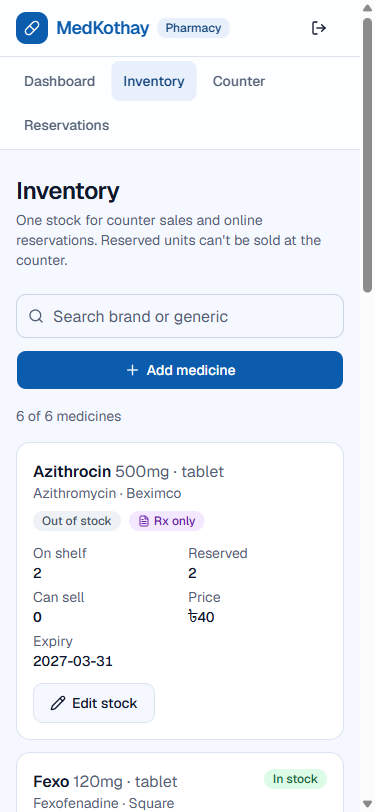 MedKothay Pharmacy
Dashboard Inventory Counter
Reservations
Inventory
One stock for counter sales and online
reservations. Reserved units can't be sold at the
counter.
Search brand or generic
Add medicine
6 of 6 medicines
Azithrocin 500mg · tablet
Azithromycin · Beximco
Out of stock Rx only
On shelf Reserved
2 2
Can sell Price
0 ৳40
Expiry
2027-03-31
Edit stock
Fexo 120mg · tablet In stock
Fexofenadine · Square